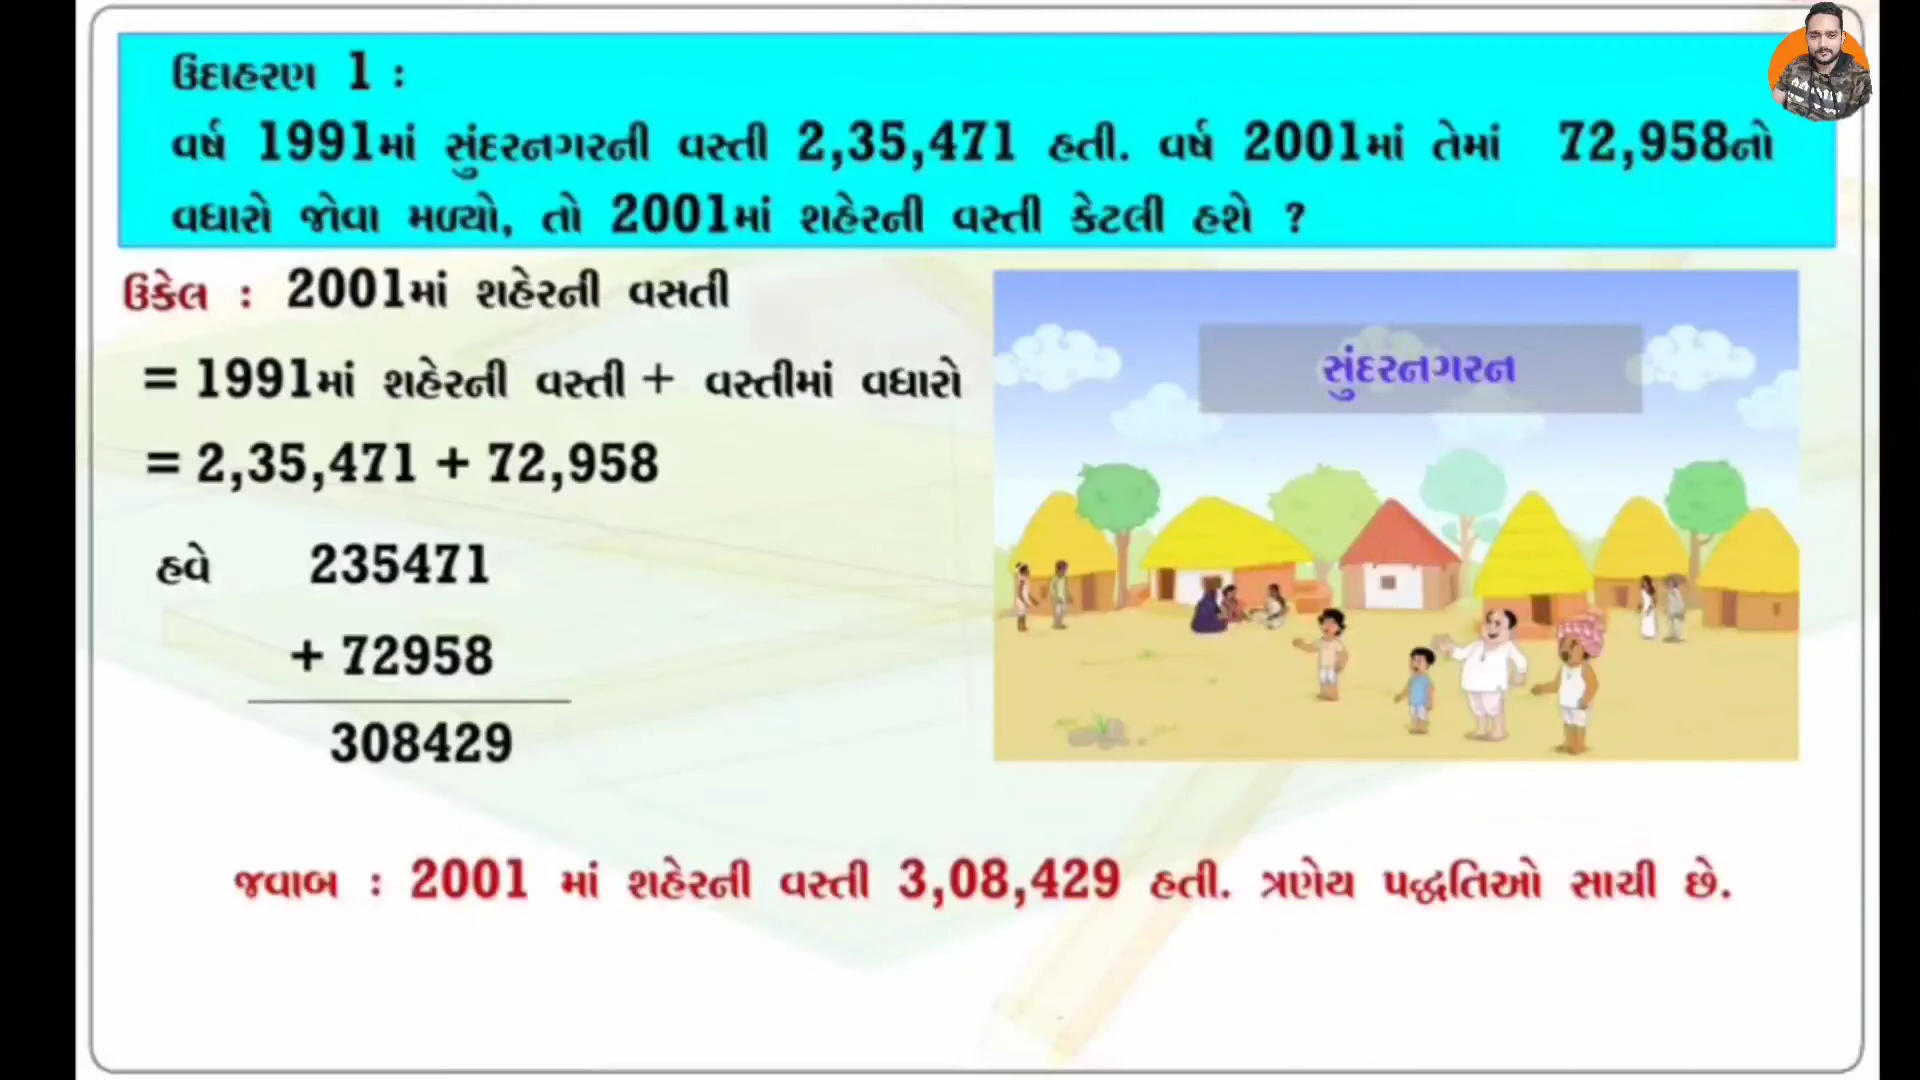 ઉદાહરણ 1 :
વર્ષ 1991માં સુંદરનગરની વસ્તી 2,35,471 હતી. વર્ષ 2001માં તેમાં 72,958નો
વધારો જોવા મળ્યો, તો 2001માં શહેરની વસ્તી કેટલી હશે ?
ઉકેલ : 2001માં શહેરની વસતી
= 1991માં શહેરની વસ્તી + વસ્તીમાં વધારો
= 2,35,471 + 72,958
હવે 235471
+ 72958
308429
સુંદરનગરન
જવાબ : 2001 માં શહેરની વસ્તી 3,08,429 હતી. ત્રણેય પદ્ધતિઓ સાચી છે.